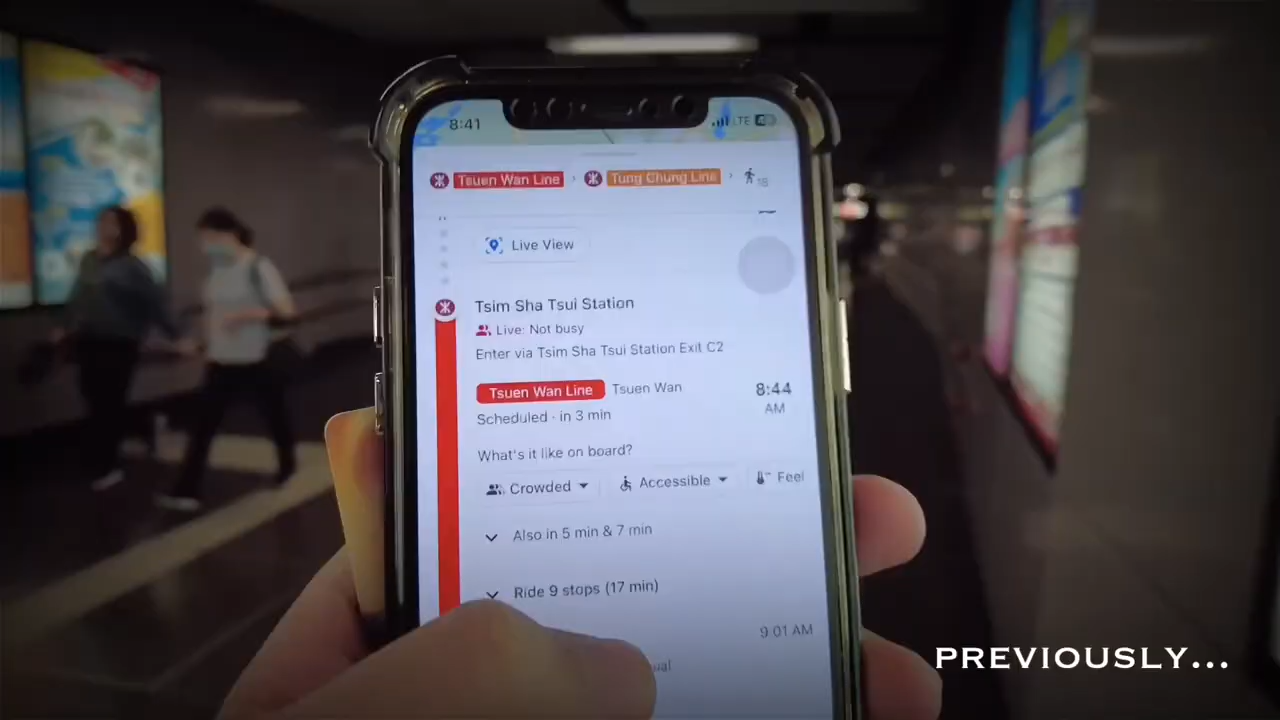 8:41
LTE
Tsuen Wan Line › Tung Chung Line › 18
Live View
Tsim Sha Tsui Station
Live: Not busy
Enter via Tsim Sha Tsui Station Exit C2
Tsuen Wan Line Tsuen Wan 8:44
AM
Scheduled · in 3 min
What's it like on board?
Crowded Accessible Feel
Also in 5 min & 7 min
Ride 9 stops (17 min)
9:01 AM
PREVIOUSLY...